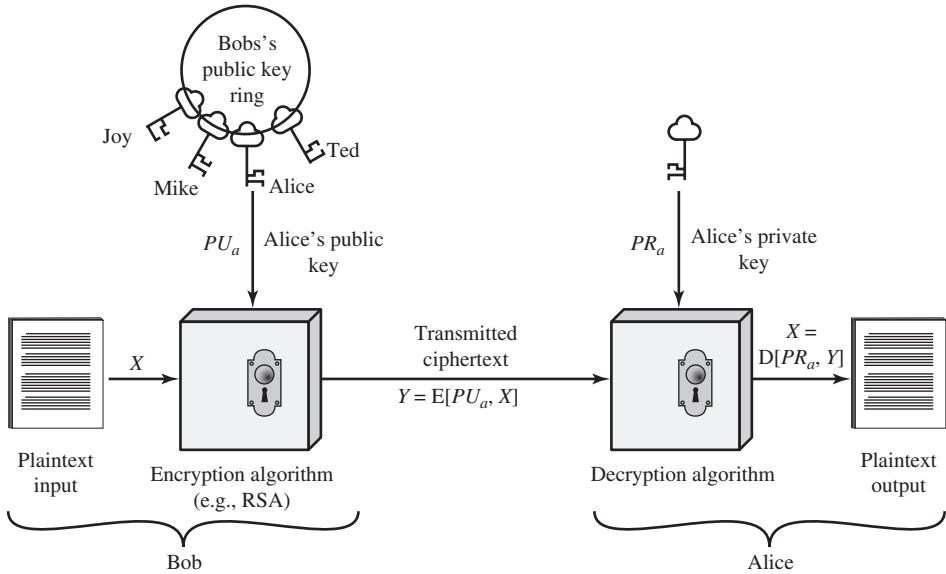 Bobs's
public key
ring
Joy
Mike
Alice
Ted
PUₐ
Alice's public
key
PRₐ
Alice's private
key
X
Transmitted
ciphertext
Y = E[PUₐ, X]
X =
D[PRₐ, Y]
Plaintext
input
Encryption algorithm
(e.g., RSA)
Decryption algorithm
Plaintext
output
Bob
Alice